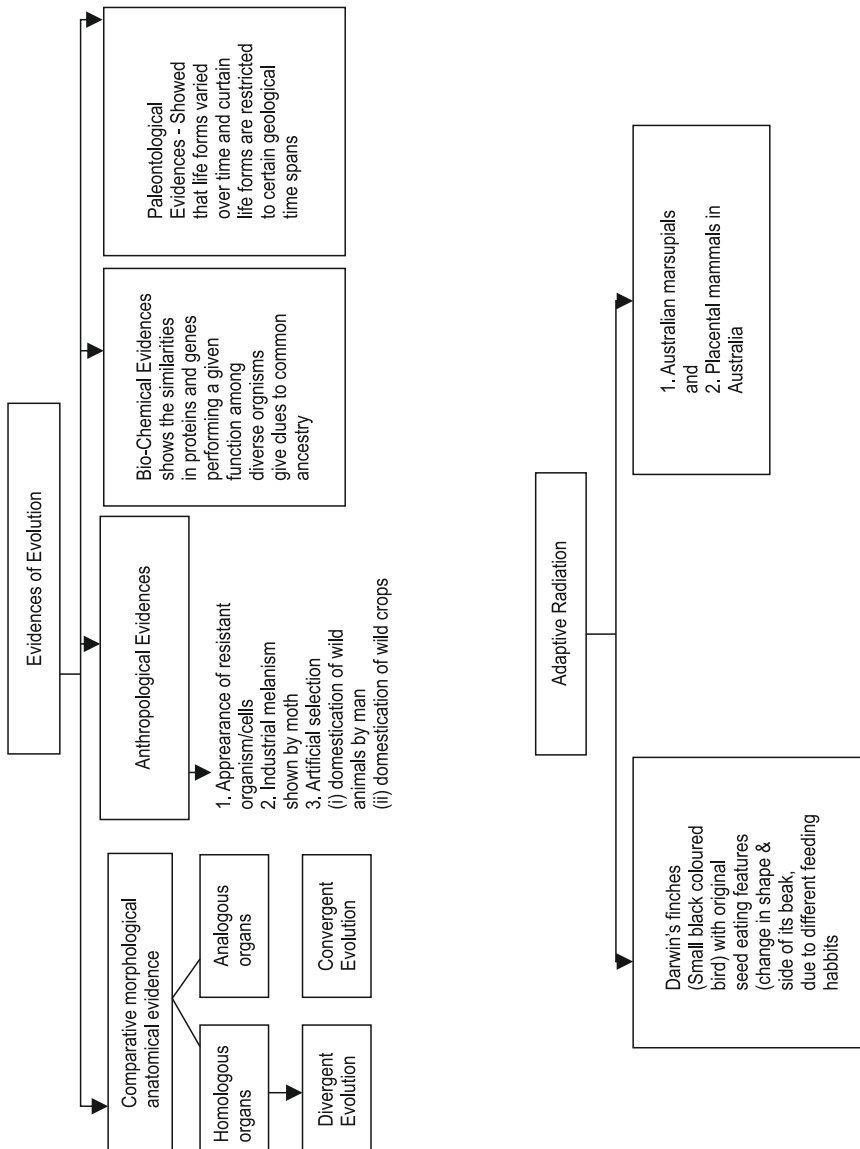 Evidences of Evolution
Comparative morphological
anatomical evidence
Homologous
organs
Analogous
organs
Divergent
Evolution
Convergent
Evolution
Anthropological Evidences
1. Apprearance of resistant
organism/cells
2. Industrial melanism
shown by moth
3. Artificial selection
(i) domestication of wild
animals by man
(ii) domestication of wild crops
Bio-Chemical Evidences
shows the similarities
in proteins and genes
performing a given
function among
diverse orgnisms
give clues to common
ancestry
Paleontological
Evidences - Showed
that life forms varied
over time and curtain
life forms are restricted
to certain geological
time spans
Adaptive Radiation
Darwin's finches
(Small black coloured
bird) with original
seed eating features
(change in shape &
side of its beak,
due to different feeding
habbits
1. Australian marsupials
and
2. Placental mammals in
Australia